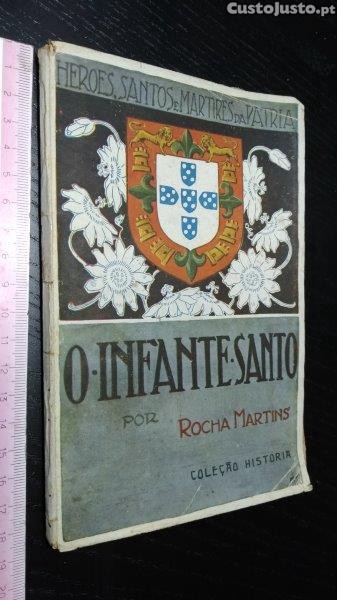 CustoJusto.pt
HEROES, SANTOS E MARTIRES DA PATRIA
O·INFANTE·SANTO
POR ROCHA MARTINS
COLEÇÃO HISTORIA